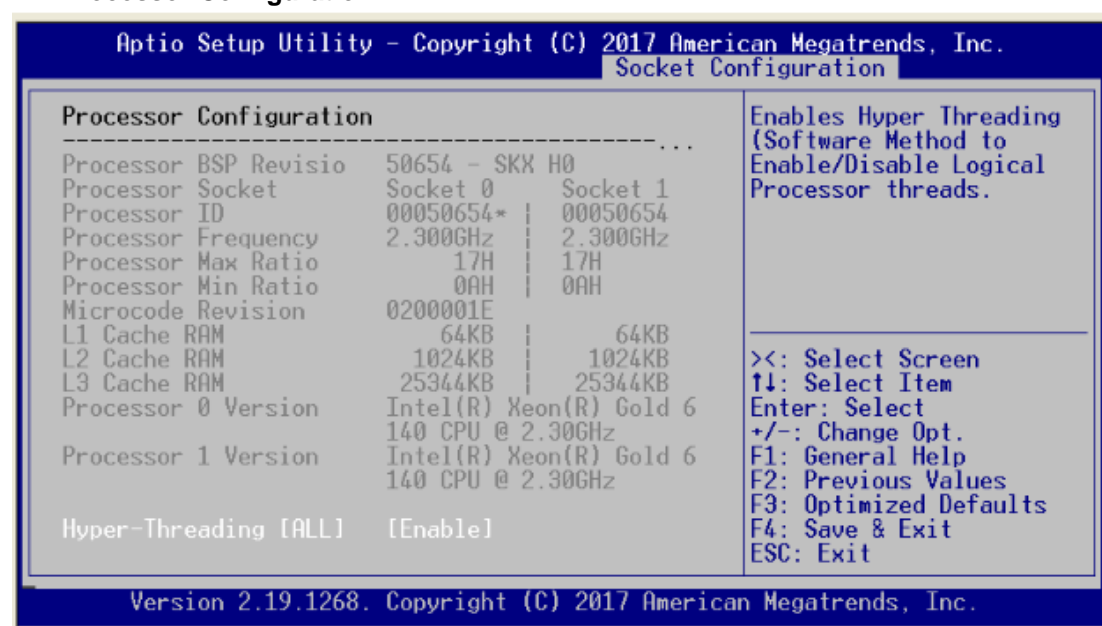 Aptio Setup Utility – Copyright (C) 2017 American Megatrends, Inc.
Socket Configuration
Processor Configuration
---------------------------------------------------...
Processor BSP Revisio 50654 - SKX H0
Processor Socket Socket 0 Socket 1
Processor ID 00050654* | 00050654
Processor Frequency 2.300GHz | 2.300GHz
Processor Max Ratio 17H | 17H
Processor Min Ratio 0AH | 0AH
Microcode Revision 0200001E
L1 Cache RAM 64KB | 64KB
L2 Cache RAM 1024KB | 1024KB
L3 Cache RAM 25344KB | 25344KB
Processor 0 Version Intel(R) Xeon(R) Gold 6
140 CPU @ 2.30GHz
Processor 1 Version Intel(R) Xeon(R) Gold 6
140 CPU @ 2.30GHz
Hyper-Threading [ALL] [Enable]
Enables Hyper Threading
(Software Method to
Enable/Disable Logical
Processor threads.
><: Select Screen
↑↓: Select Item
Enter: Select
+/-: Change Opt.
F1: General Help
F2: Previous Values
F3: Optimized Defaults
F4: Save & Exit
ESC: Exit
Version 2.19.1268. Copyright (C) 2017 American Megatrends, Inc.